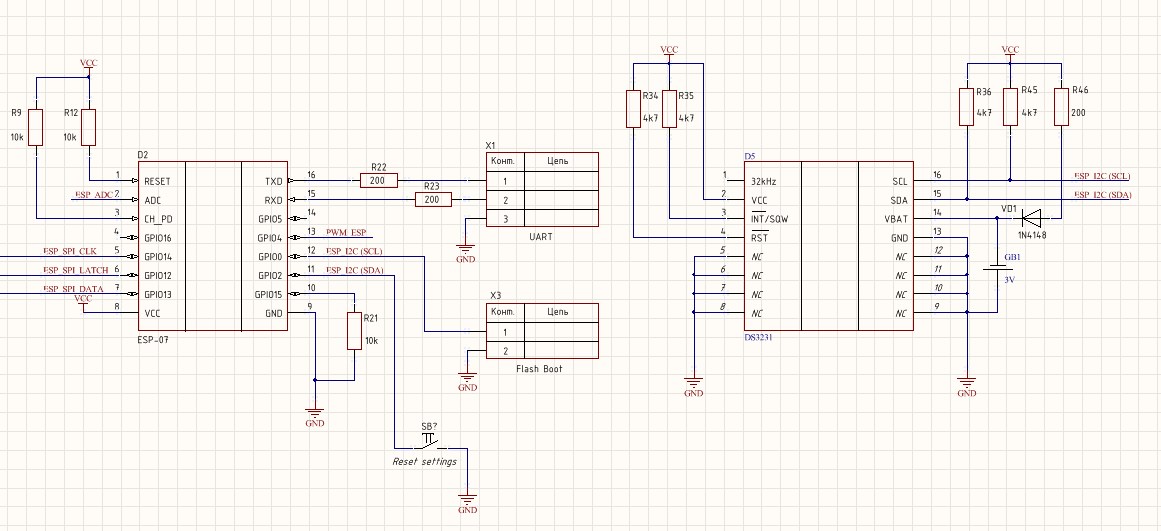 VCC
R9
10k
R12
10k
D2
1
RESET
ESP_ADC
2
ADC
3
CH_PD
4
GPIO16
ESP_SPI_CLK
5
GPIO14
ESP_SPI_LATCH
6
GPIO12
ESP_SPI_DATA
7
GPIO13
VCC
8
VCC
ESP-07
TXD
16
RXD
15
GPIO5
14
GPIO4
13
PWM_ESP
GPIO0
12
ESP_I2C (SCL)
GPIO2
11
ESP_I2C (SDA)
GPIO15
10
GND
9
R21
10k
GND
R22
200
R23
200
X1
Конт.
Цепь
1
2
3
UART
GND
X3
Конт.
Цепь
1
2
Flash Boot
GND
SB?
Reset settings
GND
VCC
R34
4k7
R35
4k7
D5
1
32kHz
2
VCC
3
INT/SQW
4
RST
5
NC
6
NC
7
NC
8
NC
DS3231
GND
SCL
16
ESP_I2C (SCL)
SDA
15
ESP_I2C (SDA)
VBAT
14
GND
13
NC
12
NC
11
NC
10
NC
9
VCC
R36
4k7
R45
4k7
R46
200
VD1
1N4148
GB1
3V
GND